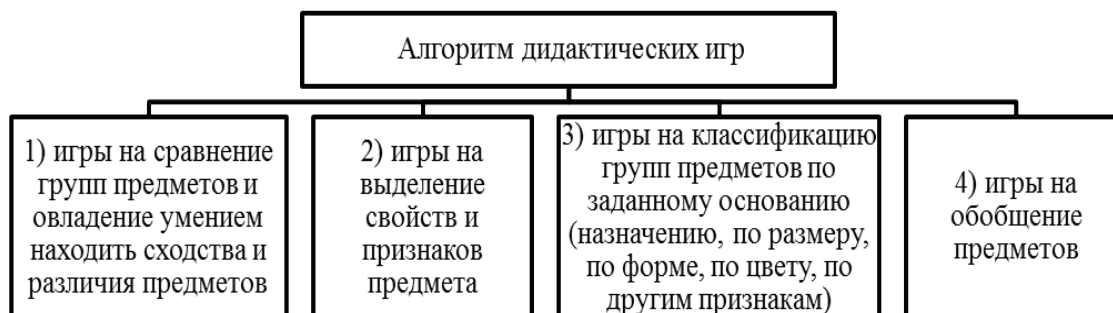 Алгоритм дидактических игр
1) игры на сравнение
групп предметов и
овладение умением
находить сходства и
различия предметов
2) игры на
выделение
свойств и
признаков
предмета
3) игры на классификацию
групп предметов по
заданному основанию
(назначению, по размеру,
по форме, по цвету, по
другим признакам)
4) игры на
обобщение
предметов